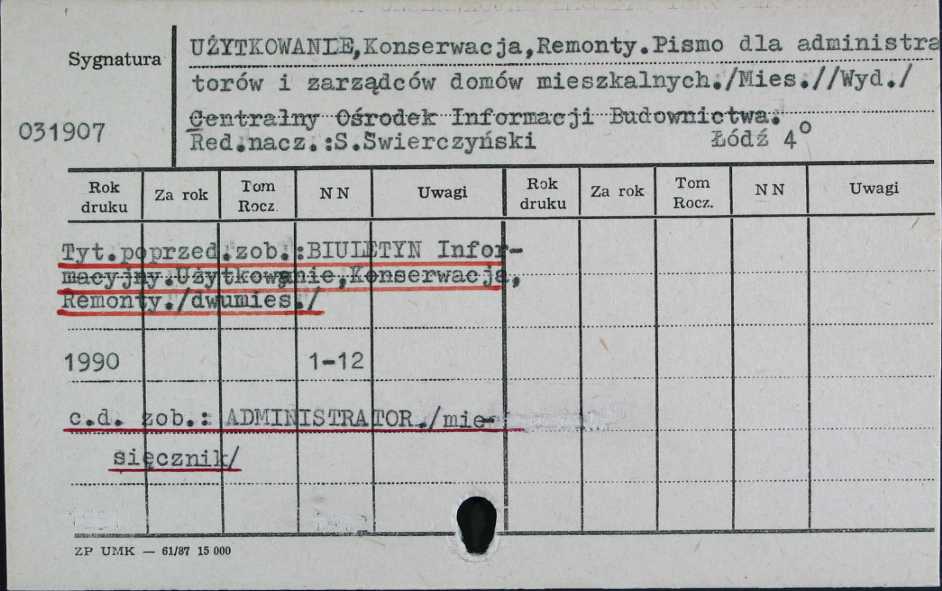 Sygnatura
UŻYTKOWANIE,Konserwacja,Remonty.Pismo dla administra
torów i zarządców domów mieszkalnych./Mies.//Wyd./
Centralny Ośrodek Informacji Budownictwa.
031907
Red.nacz.:S.Swierczyński Łódź 4°
Rok druku Za rok Tom Rocz. NN Uwagi Rok druku Za rok Tom Rocz. NN Uwagi
Tyt.poprzed.zob.:BIULETYN Infor-
macyjny.Użytkowanie,Konserwacja,
Remonty./dwumies./
1990 1-12
c.d. zob.: ADMINISTRATOR./mie-
sięcznik/
ZP UMK — 61/87 15 000